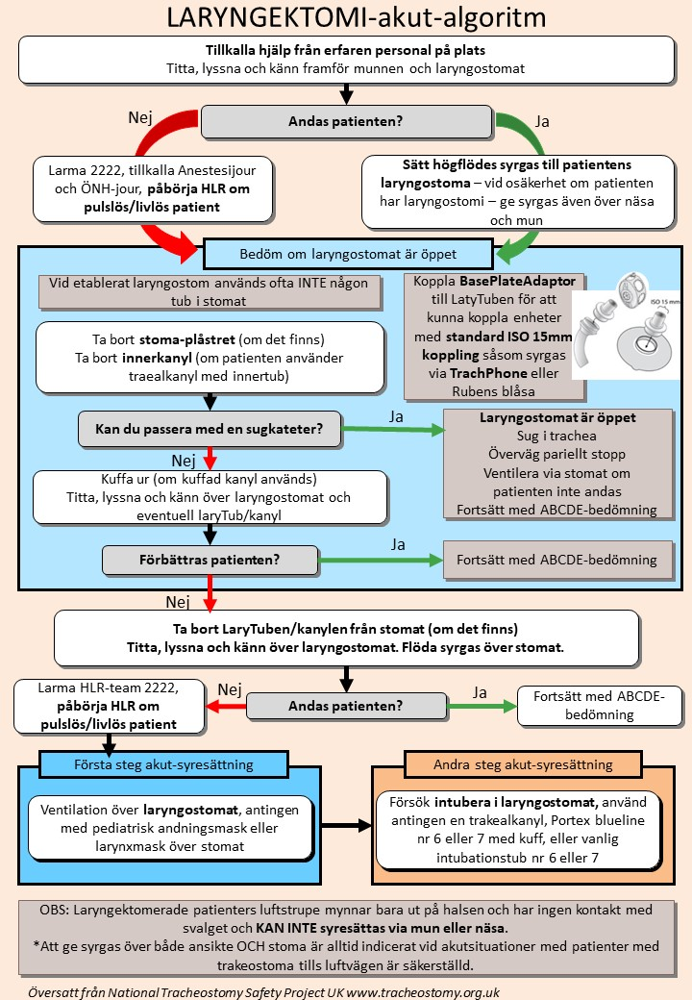 LARYNGEKTOMI-akut-algoritm
Tillkalla hjälp från erfaren personal på plats
Titta, lyssna och känn framför munnen och laryngostomat
Andas patienten?
Nej
Ja
Larma 2222, tillkalla Anestesijour
och ÖNH-jour, påbörja HLR om
pulslös/livlös patient
Sätt högflödes syrgas till patientens
laryngostoma – vid osäkerhet om patienten
har laryngostomi – ge syrgas även över näsa
och mun
Bedöm om laryngostomat är öppet
Vid etablerat laryngostom används ofta INTE någon
tub i stomat
Koppla BasePlateAdaptor
till LatyTuben för att
kunna koppla enheter
med standard ISO 15mm
koppling såsom syrgas
via TrachPhone eller
Rubens blåsa
ISO 15 mm
Ta bort stoma-plåstret (om det finns)
Ta bort innerkanyl (om patienten använder
traealkanyl med innertub)
Kan du passera med en sugkateter?
Ja
Nej
Laryngostomat är öppet
Sug i trachea
Överväg pariellt stopp
Ventilera via stomat om
patienten inte andas
Fortsätt med ABCDE-bedömning
Kuffa ur (om kuffad kanyl används)
Titta, lyssna och känn över laryngostomat och
eventuell laryTub/kanyl
Förbättras patienten?
Ja
Fortsätt med ABCDE-bedömning
Nej
Ta bort LaryTuben/kanylen från stomat (om det finns)
Titta, lyssna och känn över laryngostomat. Flöda syrgas över stomat.
Larma HLR-team 2222,
påbörja HLR om
pulslös/livlös patient
Nej
Andas patienten?
Ja
Fortsätt med ABCDE-
bedömning
Första steg akut-syresättning
Ventilation över laryngostomat, antingen
med pediatrisk andningsmask eller
larynxmask över stomat
Andra steg akut-syresättning
Försök intubera i laryngostomat, använd
antingen en trakealkanyl, Portex blueline
nr 6 eller 7 med kuff, eller vanlig
intubationstub nr 6 eller 7
OBS: Laryngektomerade patienters luftstrupe mynnar bara ut på halsen och har ingen kontakt med
svalget och KAN INTE syresättas via mun eller näsa.
*Att ge syrgas över både ansikte OCH stoma är alltid indicerat vid akutsituationer med patienter med
trakeostoma tills luftvägen är säkerställd.
Översatt från National Tracheostomy Safety Project UK www.tracheostomy.org.uk